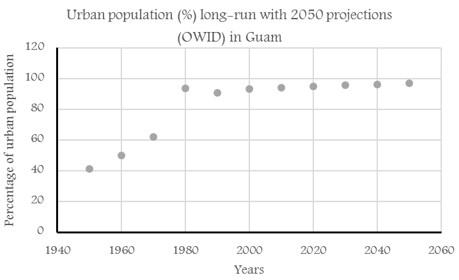 Urban population (%) long-run with 2050 projections
(OWID) in Guam
Percentage of urban population
120
100
80
60
40
20
0
1940 1960 1980 2000 2020 2040 2060
Years